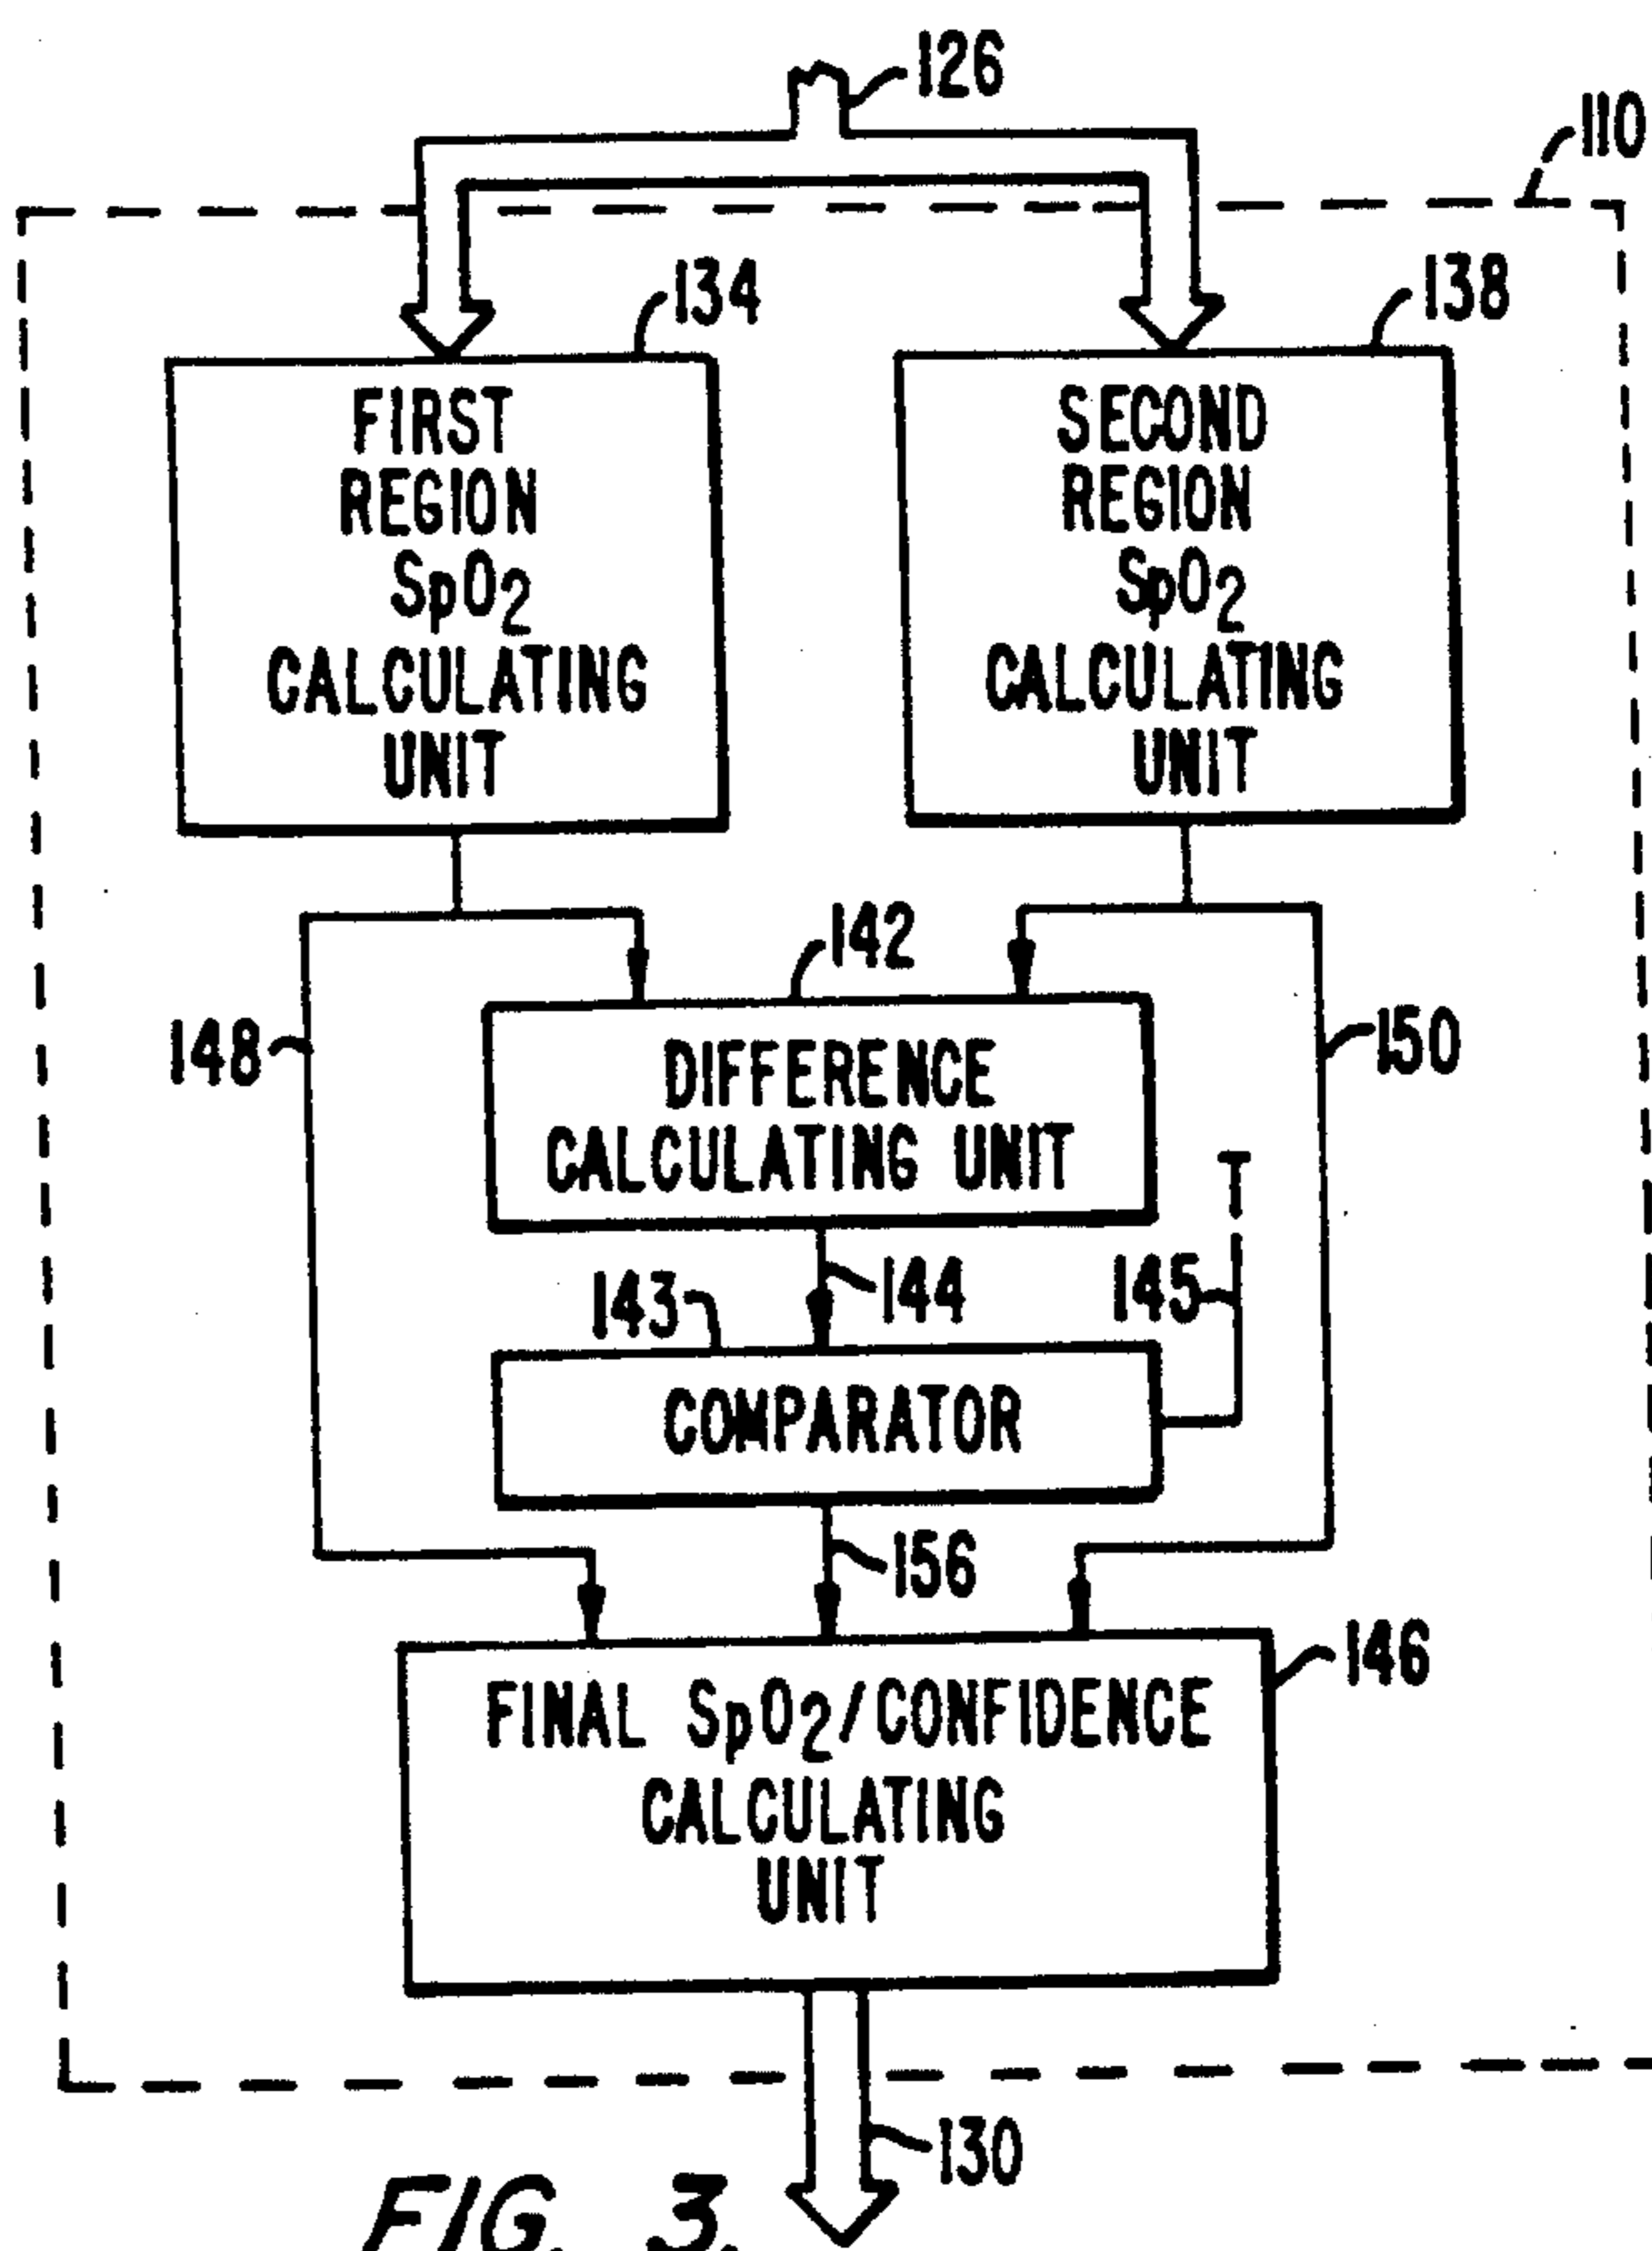 126
110
134
138
FIRST
REGION
SpO2
CALCULATING
UNIT
SECOND
REGION
SpO2
CALCULATING
UNIT
142
148
150
DIFFERENCE
CALCULATING UNIT
T
143
144
145
COMPARATOR
156
146
FINAL SpO2/CONFIDENCE
CALCULATING
UNIT
130
FIG. 3.